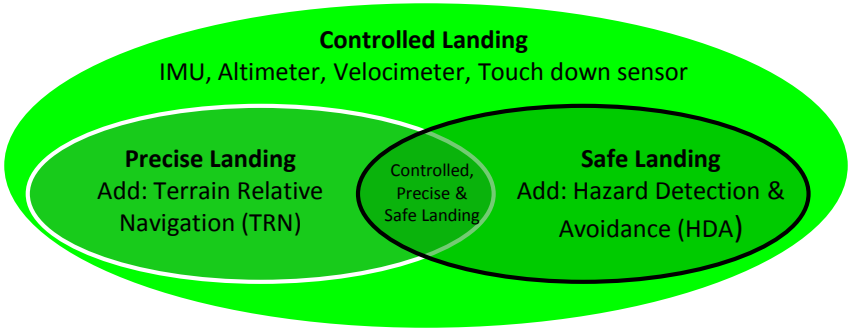 Controlled Landing
IMU, Altimeter, Velocimeter, Touch down sensor
Precise Landing
Add: Terrain Relative
Navigation (TRN)
Controlled,
Precise &
Safe Landing
Safe Landing
Add: Hazard Detection &
Avoidance (HDA)